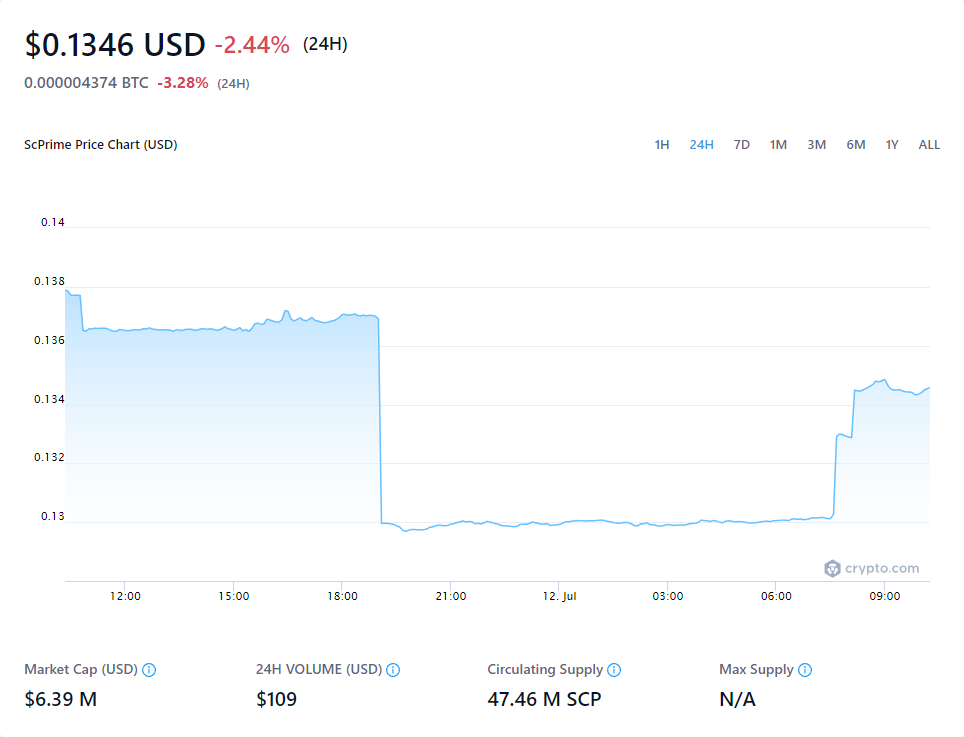 $0.1346 USD -2.44% (24H)
0.000004374 BTC -3.28% (24H)
ScPrime Price Chart (USD)
1H 24H 7D 1M 3M 6M 1Y ALL
0.14
0.138
0.136
0.134
0.132
0.13
crypto.com
12:00 15:00 18:00 21:00 12. Jul 03:00 06:00 09:00
Market Cap (USD) 24H VOLUME (USD) Circulating Supply Max Supply
$6.39 M $109 47.46 M SCP N/A